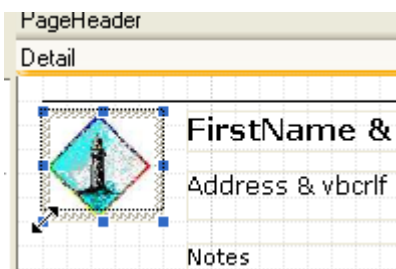 PageHeader
Detail
FirstName &
Address & vbcrlf
Notes